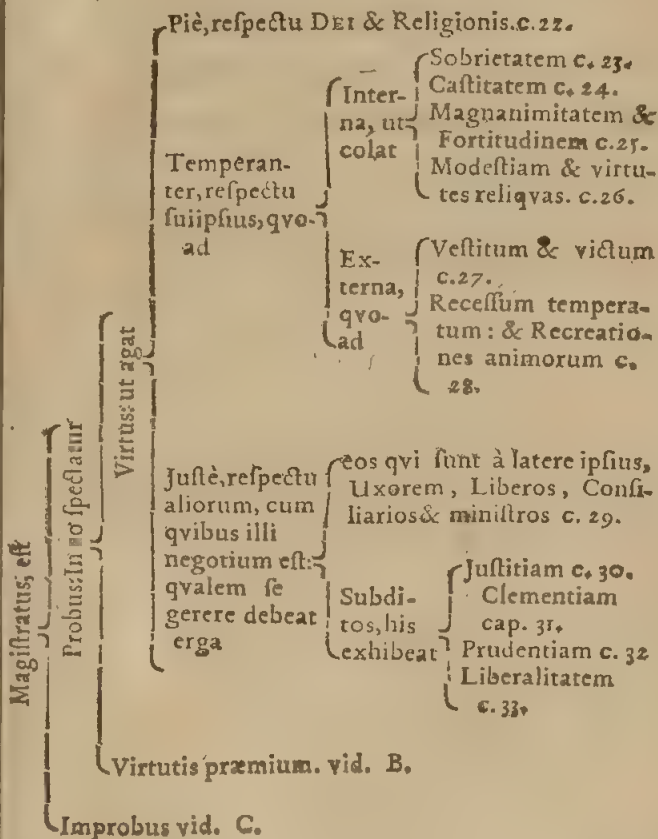 Magistratus, est
Probus: In eo spectatur
Virtus: ut agat
Piè, respectu DEI & Religionis. c. 22.
Temperan-
ter, respectu
suiipsius, qvo-
ad
Inter-
na, ut
colat
Sobrietatem c. 23.
Castitatem c. 24.
Magnanimitatem &
Fortitudinem c. 25.
Modestiam & virtu-
tes reliqvas. c. 26.
Ex-
terna,
qvo-
ad
Vestitum & victum
c. 27.
Recessum tempera-
tum: & Recreatio-
nes animorum c.
28.
Justè, respectu
aliorum, cum
qvibus illi
negotium est:
qvalem se
gerere debeat
erga
eos qvi sunt à latere ipsius,
Uxorem, Liberos, Consi-
liarios & ministros c. 29.
Subdi-
tos, his
exhibeat
Justitiam c. 30.
Clementiam
cap. 31.
Prudentiam c. 32
Liberalitatem
c. 33.
Virtutis præmium. vid. B.
Improbus vid. C.